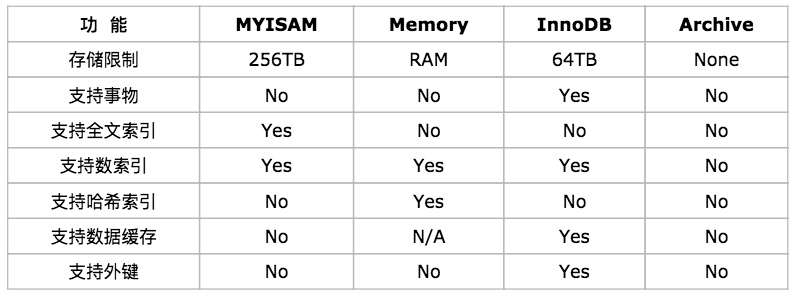 功 能 MYISAM Memory InnoDB Archive
存储限制 256TB RAM 64TB None
支持事物 No No Yes No
支持全文索引 Yes No No No
支持数索引 Yes Yes Yes No
支持哈希索引 No Yes No No
支持数据缓存 No N/A Yes No
支持外键 No No Yes No